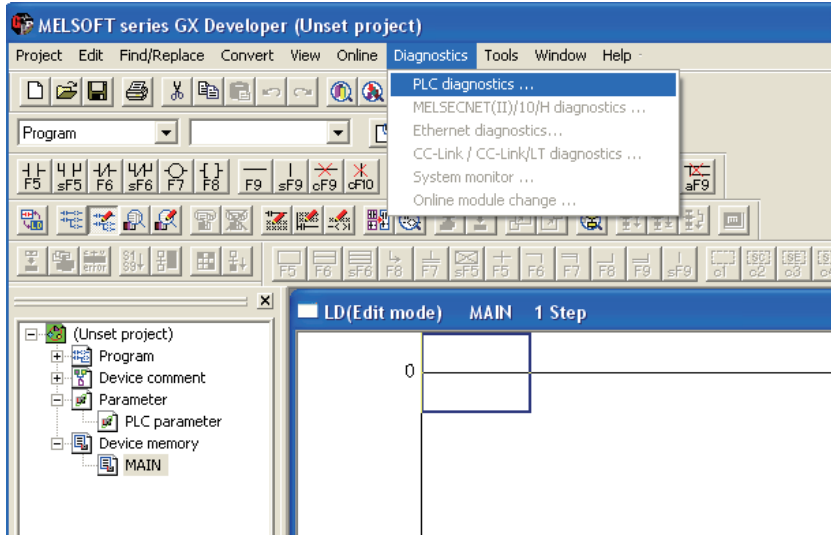 MELSOFT series GX Developer (Unset project)
Project Edit Find/Replace Convert View Online Diagnostics Tools Window Help
PLC diagnostics ...
MELSECNET(II)/10/H diagnostics ...
Ethernet diagnostics...
CC-Link / CC-Link/LT diagnostics ...
System monitor ...
Online module change ...
Program
F5 sF5 F6 sF6 F7 F8 F9 sF9 cF9 cF10 aF9
error
F5 F6 sF6 F8 F7 sF5 F5 F6 F7 F8 F9 sF9 c1 c2 c3
LD(Edit mode) MAIN 1 Step
0
(Unset project)
Program
Device comment
Parameter
PLC parameter
Device memory
MAIN